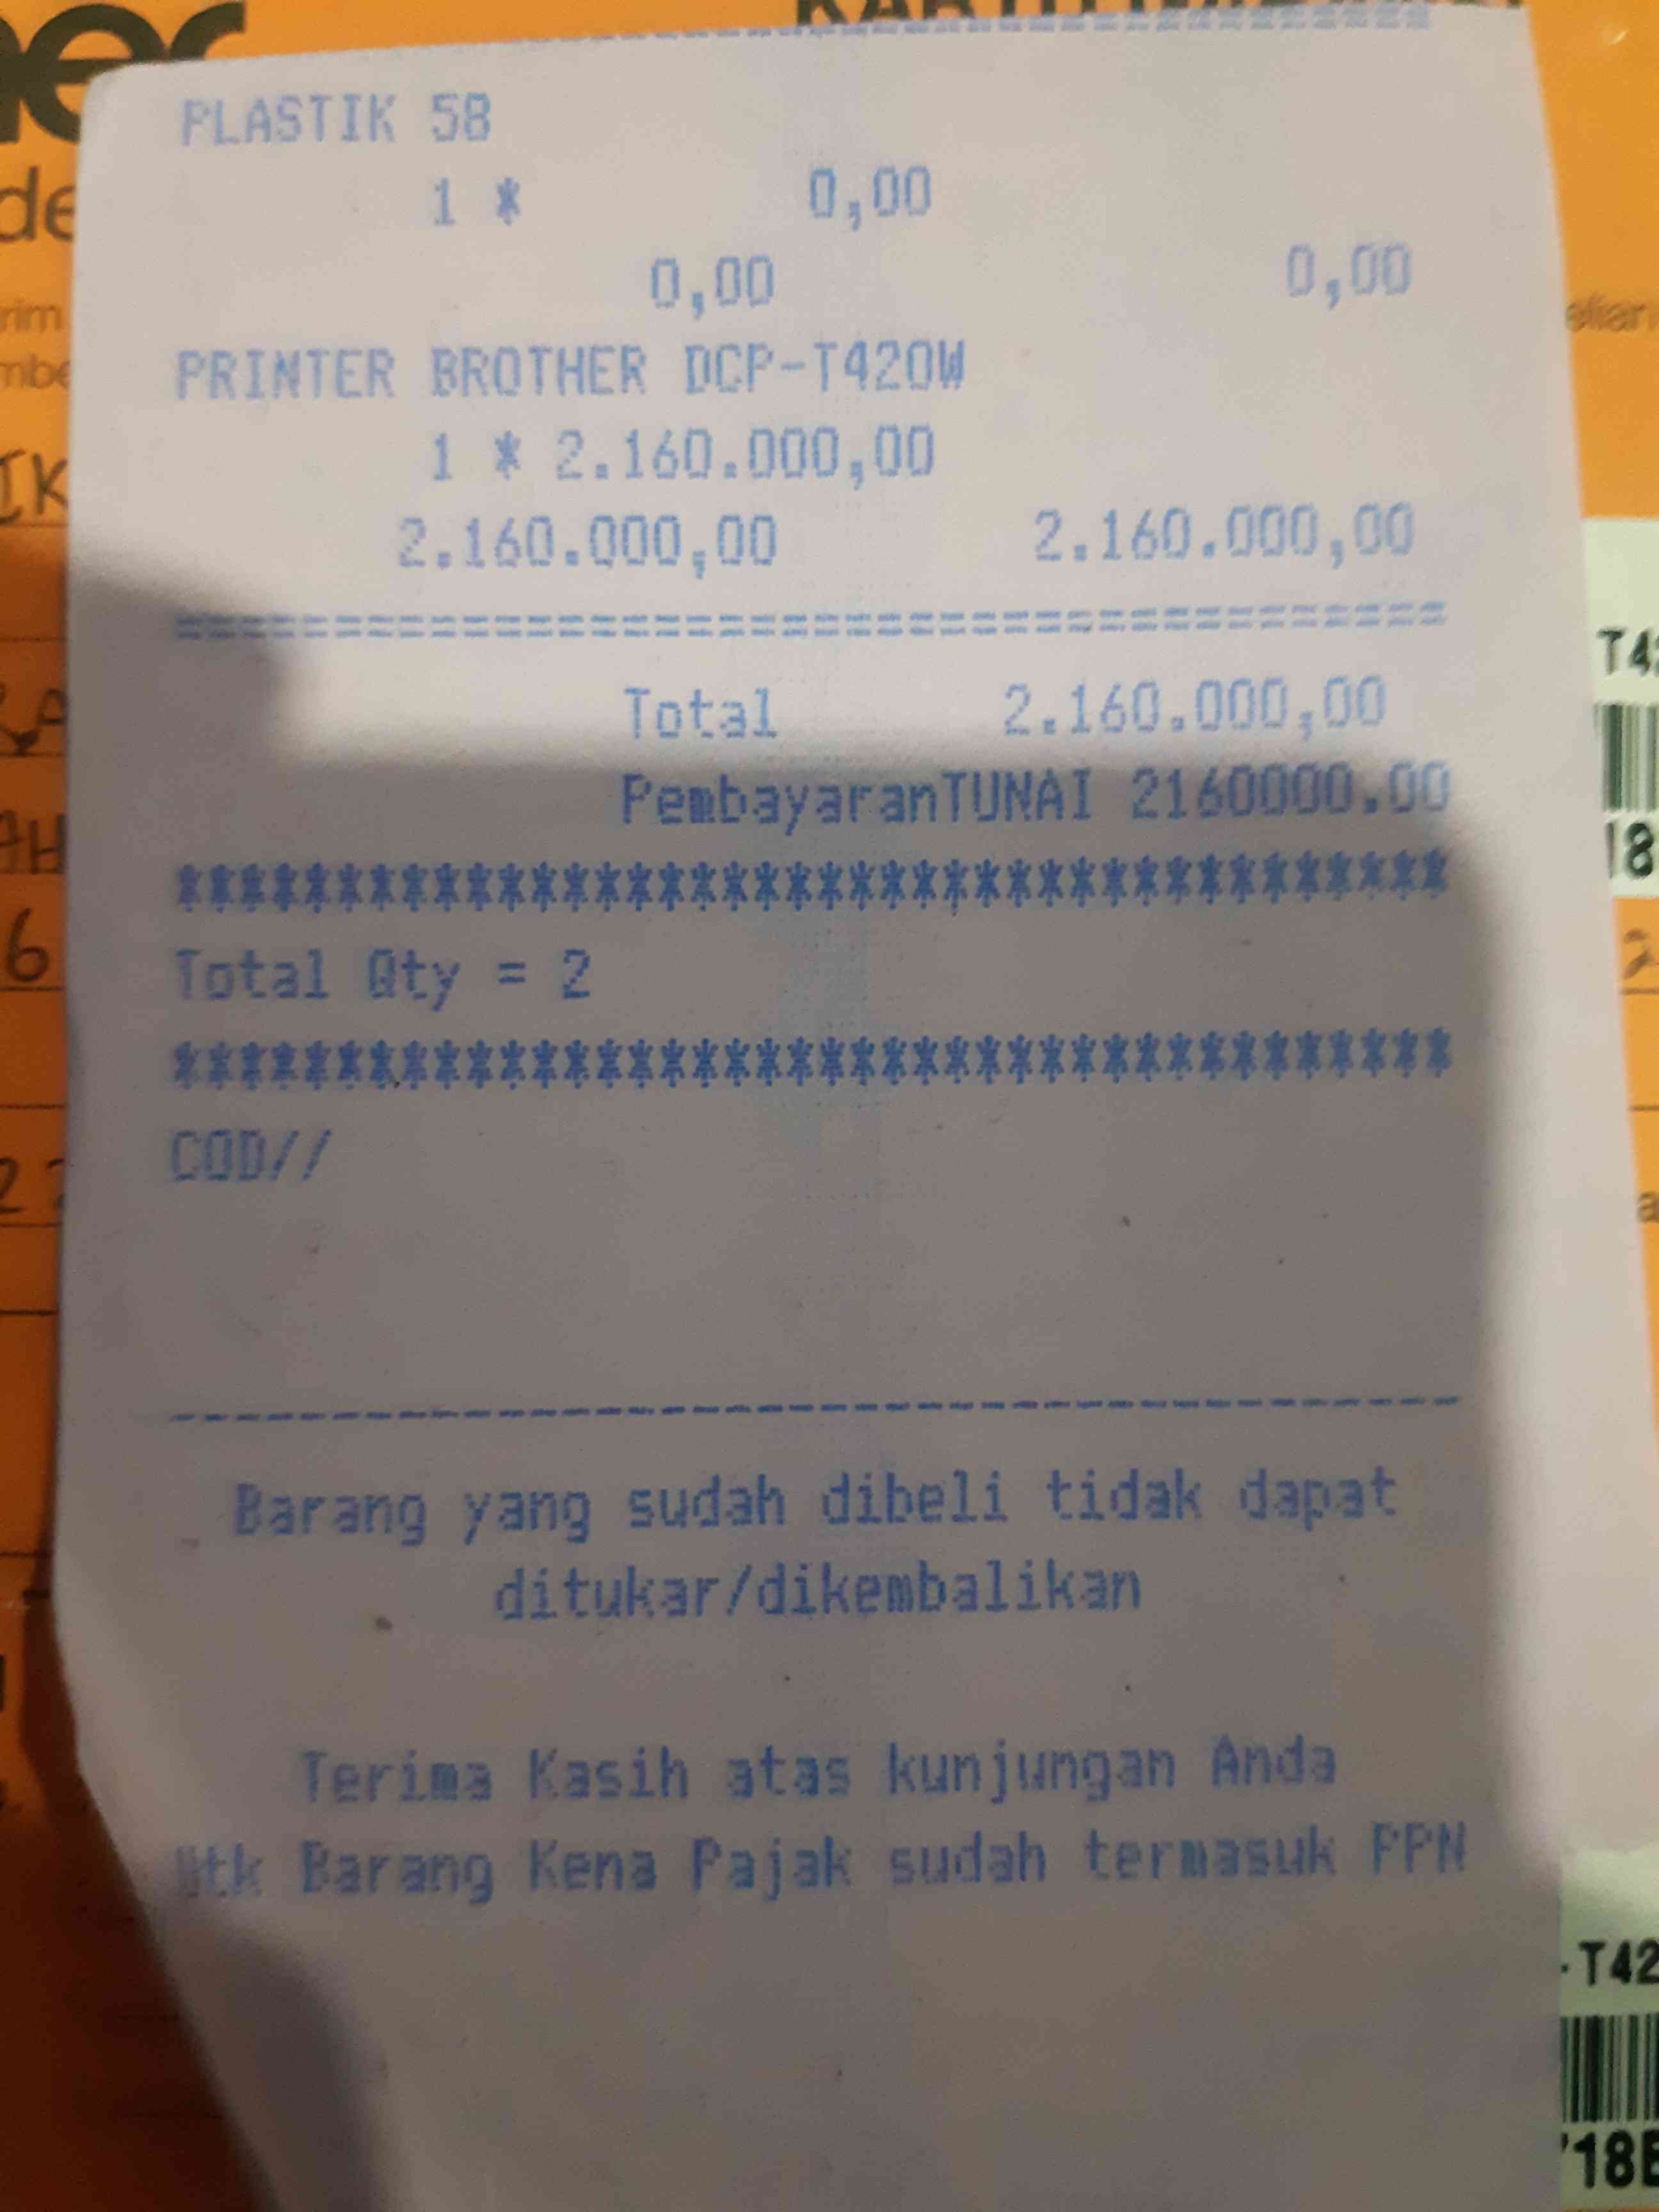 PLASTIK 58
1 * 0,00
0,00 0,00
PRINTER BROTHER DCP-T420W
1 * 2.160.000,00
2.160.000,00 2.160.000,00
================================
Total 2.160.000,00
PembayaranTUNAI 2160000.00
****************************************
Total Qty = 2
****************************************
COD//
----------------------------------------
Barang yang sudah dibeli tidak dapat
ditukar/dikembalikan
Terima Kasih atas kunjungan Anda
Utk Barang Kena Pajak sudah termasuk PPN